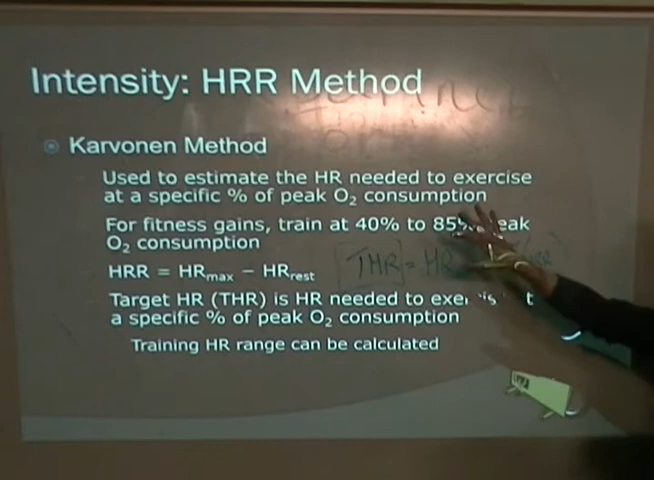 Intensity: HRR Method
Karvonen Method
Used to estimate the HR needed to exercise
at a specific % of peak O₂ consumption
For fitness gains, train at 40% to 85% peak
O₂ consumption
HRR = HRmax − HRrest
THR = HR
Target HR (THR) is HR needed to
a specific % of peak O₂ consumption
Training HR range can be calculated